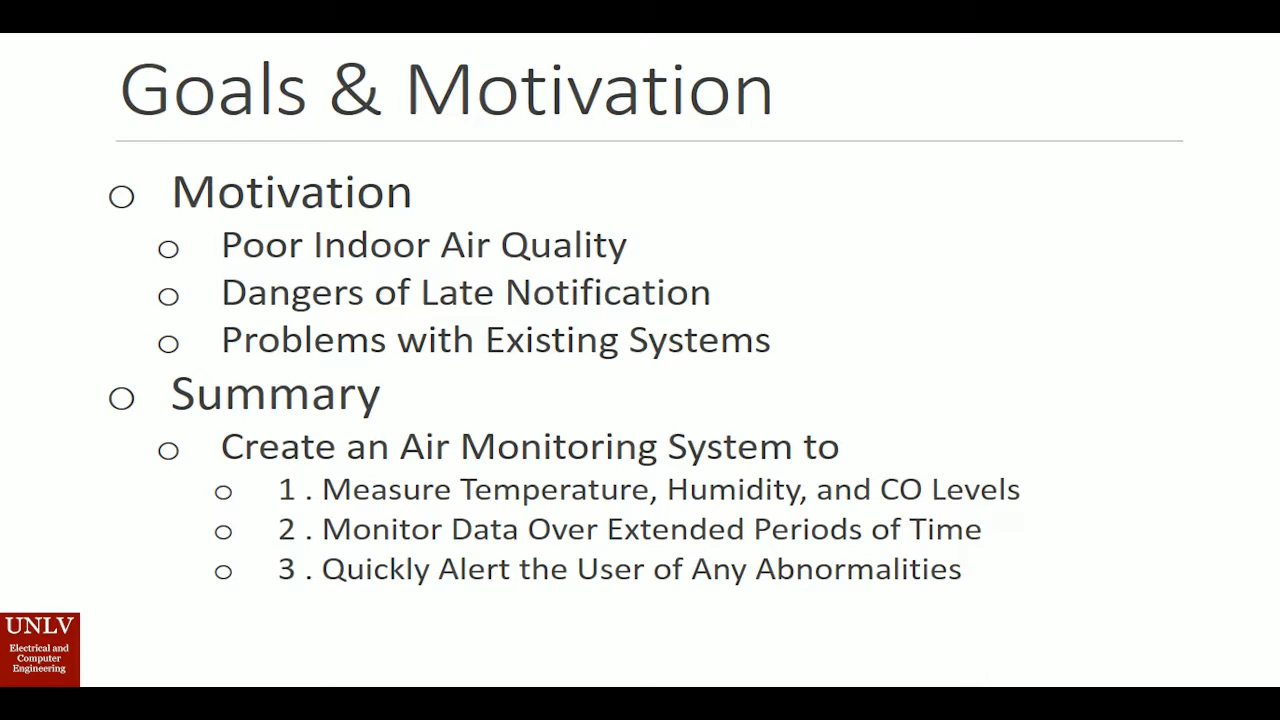 Goals & Motivation
Motivation
Poor Indoor Air Quality
Dangers of Late Notification
Problems with Existing Systems
Summary
Create an Air Monitoring System to
1 . Measure Temperature, Humidity, and CO Levels
2 . Monitor Data Over Extended Periods of Time
3 . Quickly Alert the User of Any Abnormalities
UNLV
Electrical and
Computer
Engineering